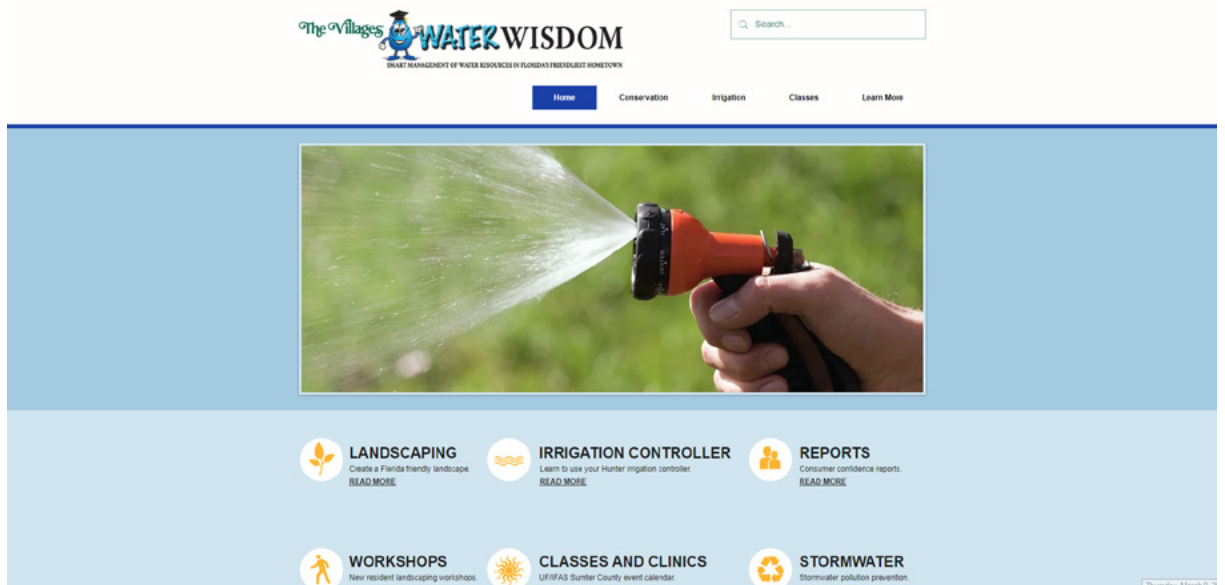 The Villages WATER WISDOM
SMART MANAGEMENT OF WATER RESOURCES IN FLORIDA'S FRIENDLIEST HOMETOWN
Search...
Home Conservation Irrigation Classes Learn More
CENTER FLAT
LANDSCAPING
Create a Florida friendly landscape.
READ MORE
IRRIGATION CONTROLLER
Learn to use your Hunter irrigation controller.
READ MORE
REPORTS
Consumer confidence reports.
READ MORE
WORKSHOPS
New resident landscaping workshops.
CLASSES AND CLINICS
UF/IFAS Sumter County event calendar.
STORMWATER
Stormwater pollution prevention.